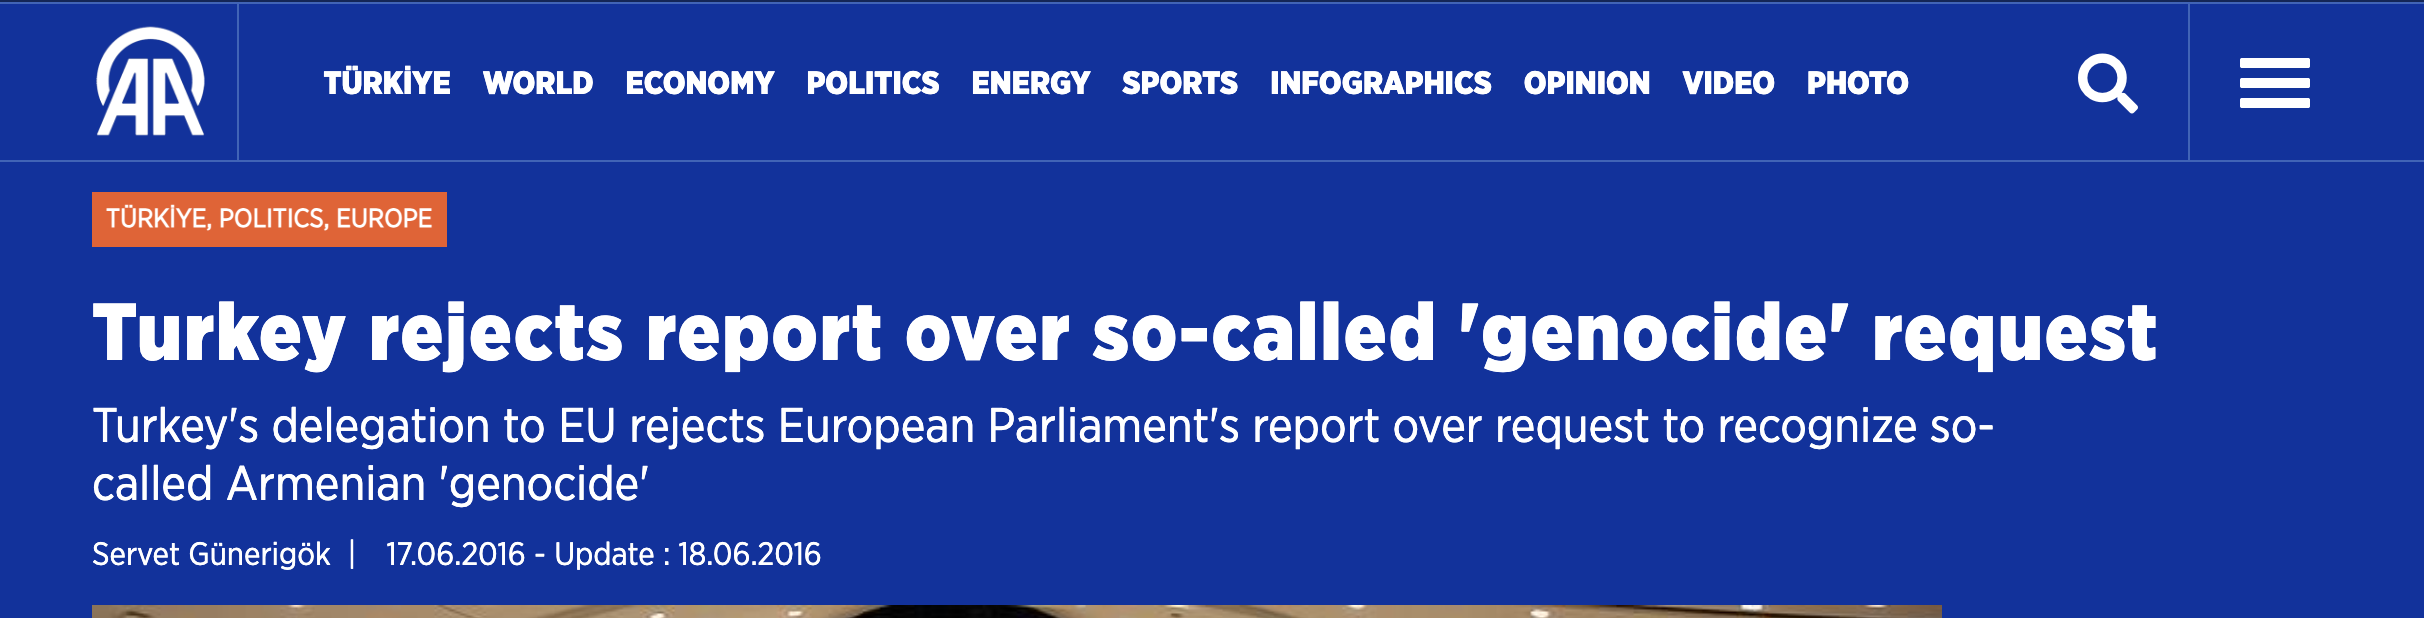 AA
TÜRKİYE WORLD ECONOMY POLITICS ENERGY SPORTS INFOGRAPHICS OPINION VIDEO PHOTO
TÜRKİYE, POLITICS, EUROPE
Turkey rejects report over so-called 'genocide' request
Turkey's delegation to EU rejects European Parliament's report over request to recognize so-
called Armenian 'genocide'
Servet Günerigök | 17.06.2016 - Update : 18.06.2016